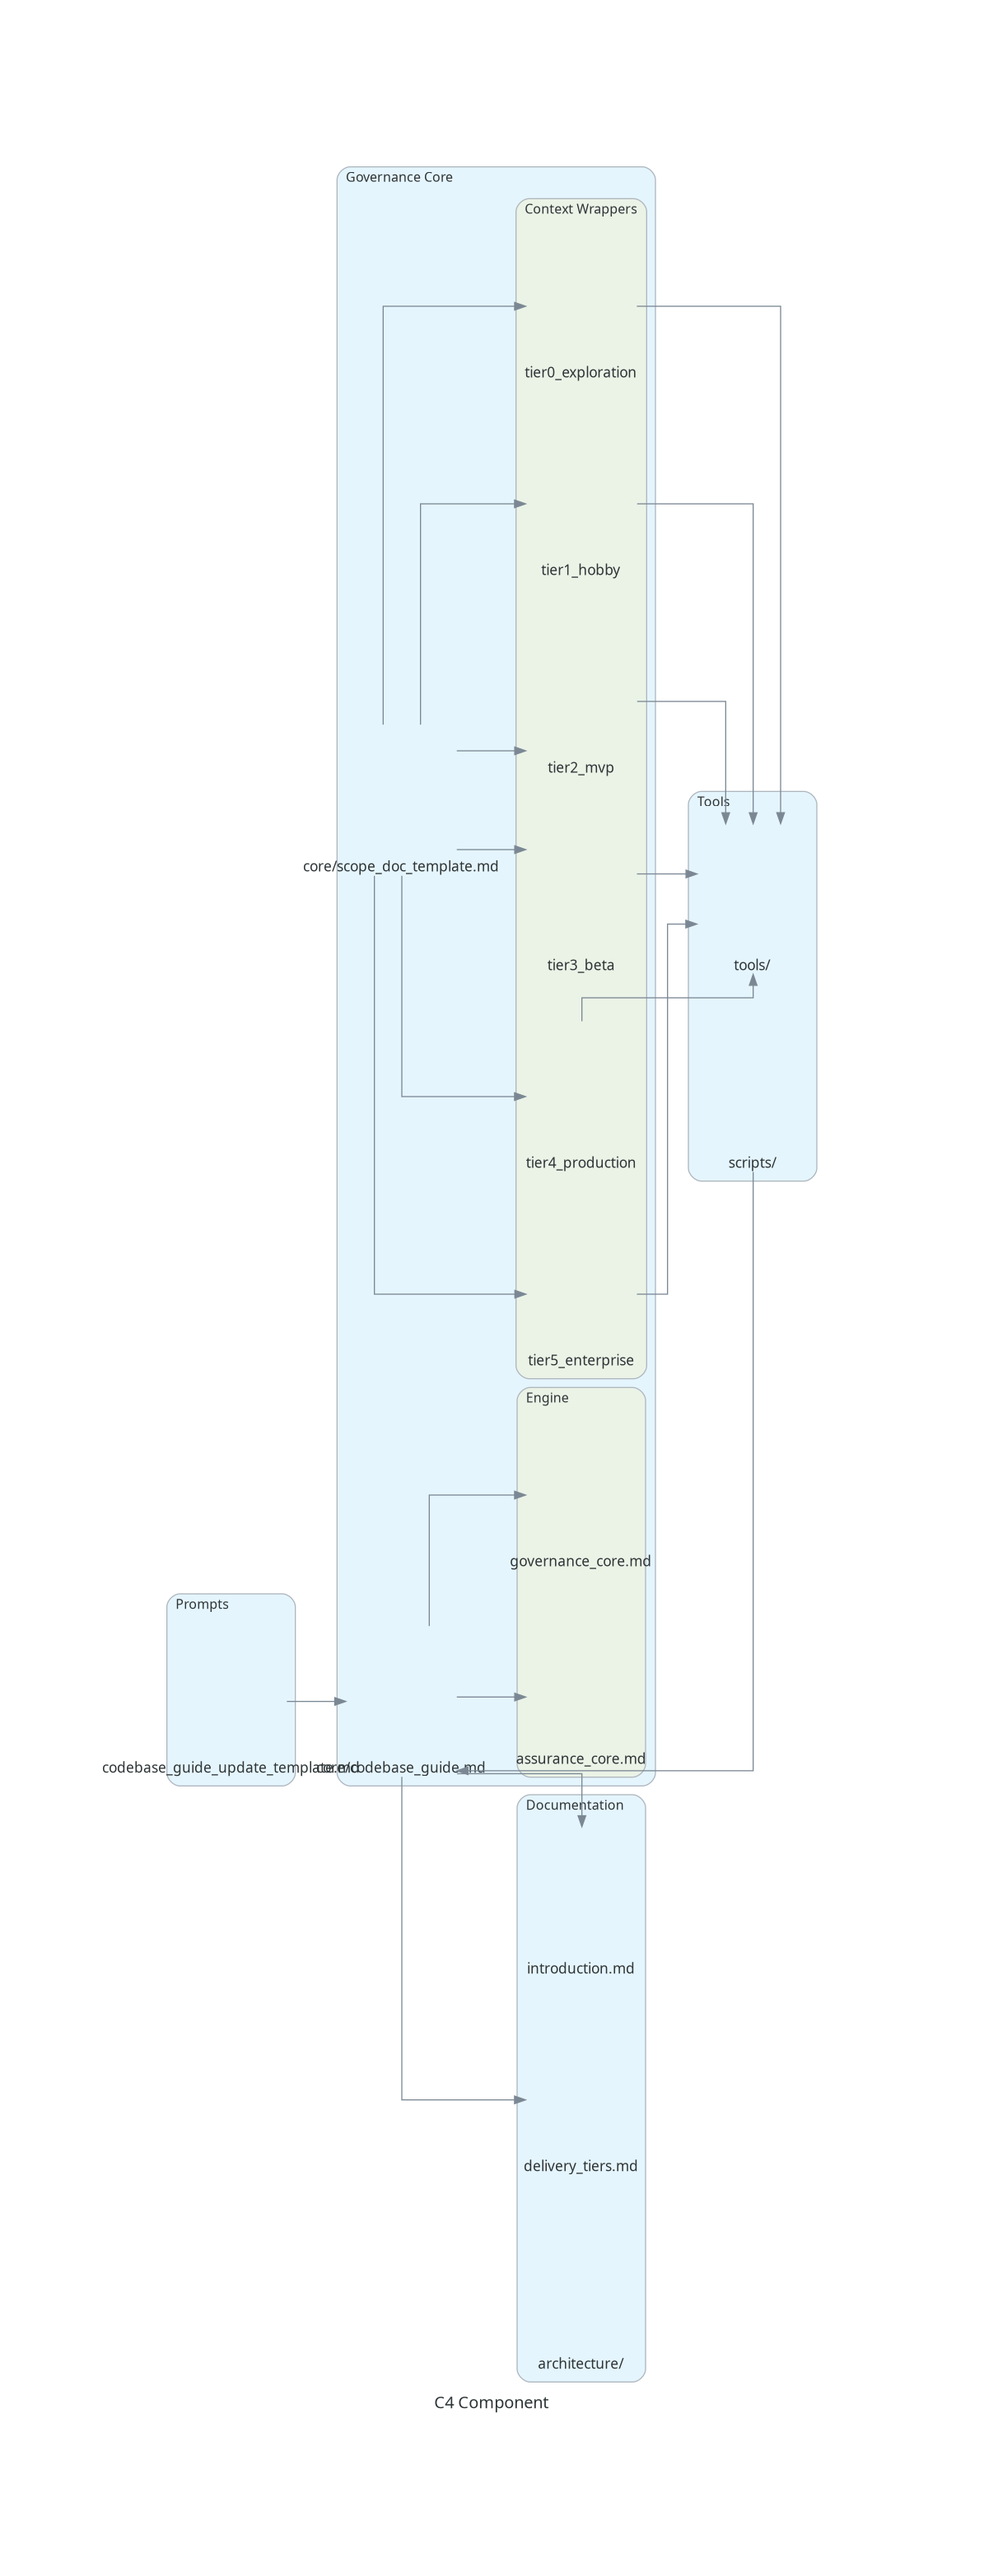 Governance Core
Context Wrappers
tier0_exploration
tier1_hobby
tier2_mvp
Tools
core/scope_doc_template.md
tier3_beta
tools/
tier4_production
scripts/
tier5_enterprise
Engine
governance_core.md
Prompts
assurance_core.md
codebase_guide_update_template.md
core/codebase_guide.md
Documentation
introduction.md
delivery_tiers.md
architecture/
C4 Component